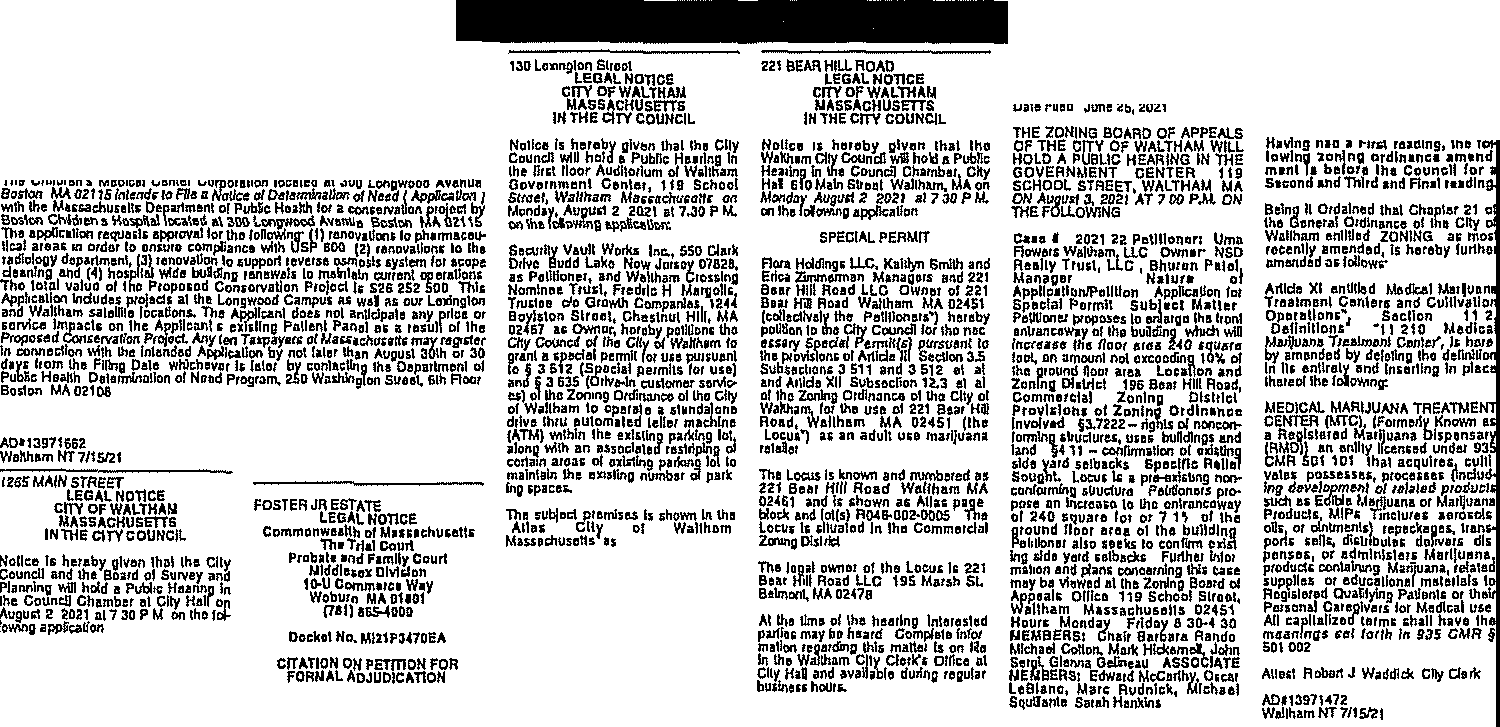 The Children's Medical Center Corporation located at 300 Longwood Avenue
Boston MA 02115 intends to File a Notice of Determination of Need ( Application )
with the Massachusetts Department of Public Health for a conservation project by
Boston Children s Hospital located at 300 Longwood Avenue Boston MA 02115
The application requests approval for the following (1) renovations to pharmaceu-
tical areas in order to ensure compliance with USP 800 (2) renovations to the
radiology department, (3) renovation to support reverse osmosis system for scope
cleaning and (4) hospital wide building renewals to maintain current operations
The total value of the Proposed Conservation Project is $26 252 500 This
Application includes projects at the Longwood Campus as well as our Lexington
and Waltham satellite locations. The Applicant does not anticipate any price or
service impacts on the Applicant s existing Patient Panel as a result of the
Proposed Conservation Project. Any ten Taxpayers of Massachusetts may register
in connection with the intended Application by not later than August 30th or 30
days from the Filing Date whichever is later by contacting the Department of
Public Health Determination of Need Program, 250 Washington Street, 6th Floor
Boston MA 02108
AD#13971662
Waltham NT 7/15/21
1265 MAIN STREET
LEGAL NOTICE
CITY OF WALTHAM
MASSACHUSETTS
IN THE CITY COUNCIL
Notice is hereby given that the City
Council and the Board of Survey and
Planning will hold a Public Hearing in
the Council Chamber at City Hall on
August 2 2021 at 7 30 P M on the fol-
lowing application
FOSTER JR ESTATE
LEGAL NOTICE
Commonwealth of Massachusetts
The Trial Court
Probate and Family Court
Middlesex Division
10-U Commerce Way
Woburn MA 01801
(781) 865-4000
Docket No. MI21P3470EA
CITATION ON PETITION FOR
FORMAL ADJUDICATION
130 Lexington Street
LEGAL NOTICE
CITY OF WALTHAM
MASSACHUSETTS
IN THE CITY COUNCIL
Notice is hereby given that the City
Council will hold a Public Hearing in
the first floor Auditorium of Waltham
Government Center, 119 School
Street, Waltham Massachusetts on
Monday, August 2 2021 at 7.30 P M.
on the following application:
Security Vault Works Inc., 550 Clark
Drive Budd Lake New Jersey 07828,
as Petitioner, and Waltham Crossing
Nominee Trust, Fredric H Margolis,
Trustee c/o Growth Companies, 1244
Boylston Street, Chestnut Hill, MA
02467 as Owner, hereby petitions the
City Council of the City of Waltham to
grant a special permit for use pursuant
to § 3 512 (Special permits for use)
and § 3 635 (Drive-in customer servic-
es) of the Zoning Ordinance of the City
of Waltham to operate a standalone
drive thru automated teller machine
(ATM) within the existing parking lot,
along with an associated restriping of
certain areas of existing parking lot to
maintain the existing number of park
ing spaces.
The subject premises is shown in the
Atlas City of Waltham
Massachusetts as
221 BEAR HILL ROAD
LEGAL NOTICE
CITY OF WALTHAM
MASSACHUSETTS
IN THE CITY COUNCIL
Notice is hereby given that the
Waltham City Council will hold a Public
Hearing in the Council Chamber, City
Hall 610 Main Street Waltham, MA on
Monday August 2 2021 at 7 30 P M.
on the following application
SPECIAL PERMIT
Flora Holdings LLC, Kaitlyn Smith and
Erica Zimmerman Managers and 221
Bear Hill Road LLC Owner of 221
Bear Hill Road Waltham MA 02451
(collectively the Petitioners") hereby
petition to the City Council for the nec
essary Special Permit(s) pursuant to
the provisions of Article III Section 3.5
Subsections 3 511 and 3 512 et al
and Article XII Subsection 12.3 et al
of the Zoning Ordinance of the City of
Waltham, for the use of 221 Bear Hill
Road, Waltham MA 02451 (the
Locus") as an adult use marijuana
retailer
The Locus is known and numbered as
221 Bear Hill Road Waltham MA
02461 and is shown as Atlas page
block and lot(s) R046-002-0005 The
Locus is situated in the Commercial
Zoning District
The legal owner of the Locus is 221
Bear Hill Road LLC 195 Marsh St.
Belmont, MA 02478
At the time of the hearing interested
parties may be heard Complete infor
mation regarding this matter is on file
in the Waltham City Clerk's Office at
City Hall and available during regular
business hours.
Date Filed June 25, 2021
THE ZONING BOARD OF APPEALS
OF THE CITY OF WALTHAM WILL
HOLD A PUBLIC HEARING IN THE
GOVERNMENT CENTER 119
SCHOOL STREET, WALTHAM MA
ON August 3, 2021 AT 7 00 P.M. ON
THE FOLLOWING
Case # 2021 22 Petitioner: Uma
Flowers Waltham, LLC Owner NSD
Realty Trust, LLC , Bhuren Patel,
Manager Nature of
Application/Petition Application for
Special Permit Subject Matter
Petitioner proposes to enlarge the front
entranceway of the building which will
increase the floor area 240 square
foot, an amount not exceeding 10% of
the ground floor area Location and
Zoning District 196 Bear Hill Road,
Commercial Zoning District
Provisions of Zoning Ordinance
Involved §3.7222 – rights of noncon-
forming structures, uses buildings and
land §4 11 – confirmation of existing
side yard setbacks Specific Relief
Sought. Locus is a pre-existing non-
conforming structure Petitioners pro-
pose an increase to the entranceway
of 240 square for or 7 1% of the
ground floor area of the building
Petitioner also seeks to confirm exist
ing side yard setbacks Further infor
mation and plans concerning this case
may be viewed at the Zoning Board of
Appeals Office 119 School Street,
Waltham Massachusetts 02451
Hours Monday Friday 8 30-4 30
MEMBERS: Chair Barbara Rando
Michael Cotton, Mark Hickernell, John
Sergi, Glenna Gelineau ASSOCIATE
MEMBERS: Edward McCarthy, Oscar
LeBlanc, Marc Rudnick, Michael
Squillante Sarah Hankins
Having had a First reading, the fol
lowing zoning ordinance amend
ment is before the Council for a
Second and Third and Final reading.
Being it Ordained that Chapter 21 of
the General Ordinance of the City of
Waltham entitled ZONING as most
recently amended, is hereby further
amended as follows"
Article XI entitled Medical Marijuana
Treatment Centers and Cultivation
Operations", Section 11 2,
Definitions" "11 210 Medical
Marijuana Treatment Center", is here
by amended by deleting the definition
in its entirety and inserting in place
thereof the following:
MEDICAL MARIJUANA TREATMENT
CENTER (MTC), (Formerly Known as
a Registered Marijuana Dispensary
(RMD)) an entity licensed under 935
CMR 501 101 that acquires, culti
vates possesses, processes (includ-
ing development of related products
such as Edible Marijuana or Marijuana
Products, MIPs Tinctures aerosols
oils, or ointments) repackages, trans-
ports sells, distributes delivers dis
penses, or administers Marijuana,
products containing Marijuana, related
supplies or educational materials to
Registered Qualifying Patients or their
Personal Caregivers for Medical use
All capitalized terms shall have the
meanings set forth in 935 CMR §
501 002
Attest Robert J Waddick City Clerk
AD#13971472
Waltham NT 7/15/21